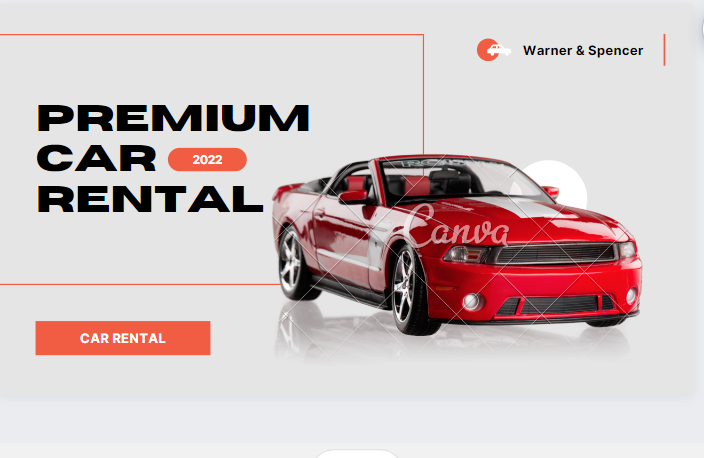 Warner & Spencer
PREMIUM
CAR 2022
RENTAL
Canva
CAR RENTAL